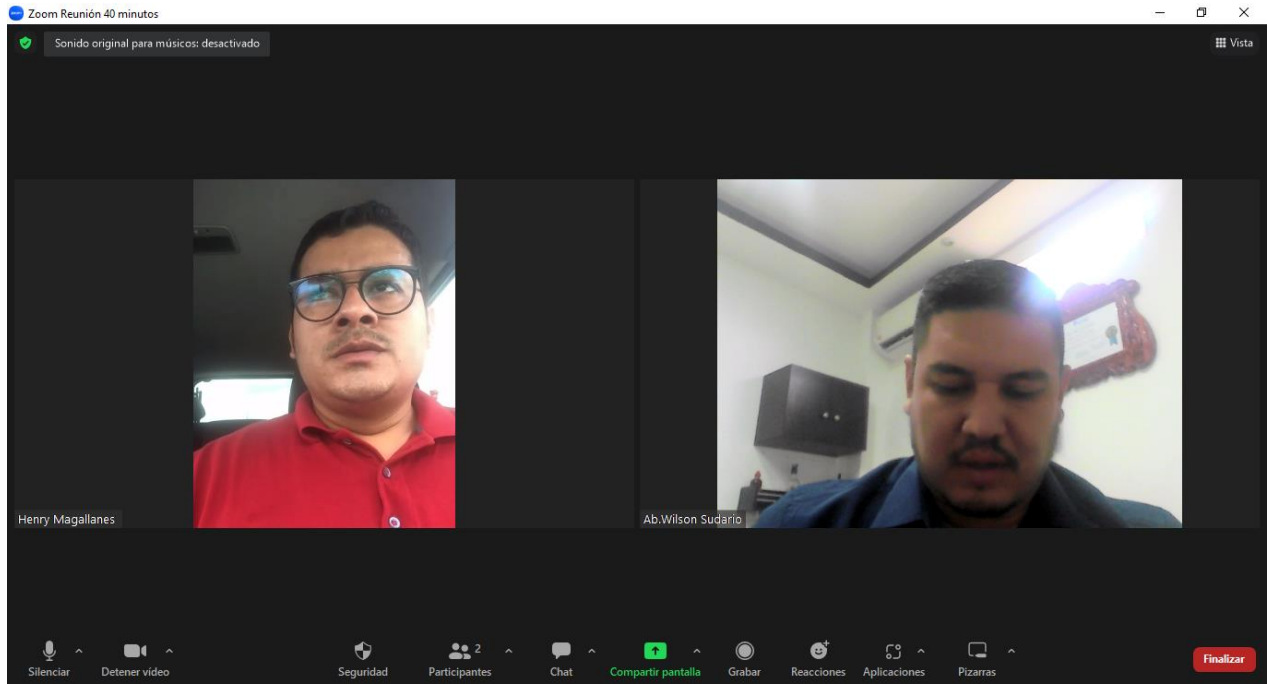 zoom Zoom Reunión 40 minutos
Sonido original para músicos: desactivado
Vista
Henry Magallanes
Ab.Wilson Sudario
2
Silenciar
Detener vídeo
Seguridad
Participantes
Chat
Compartir pantalla
Grabar
Reacciones
Aplicaciones
Pizarras
Finalizar